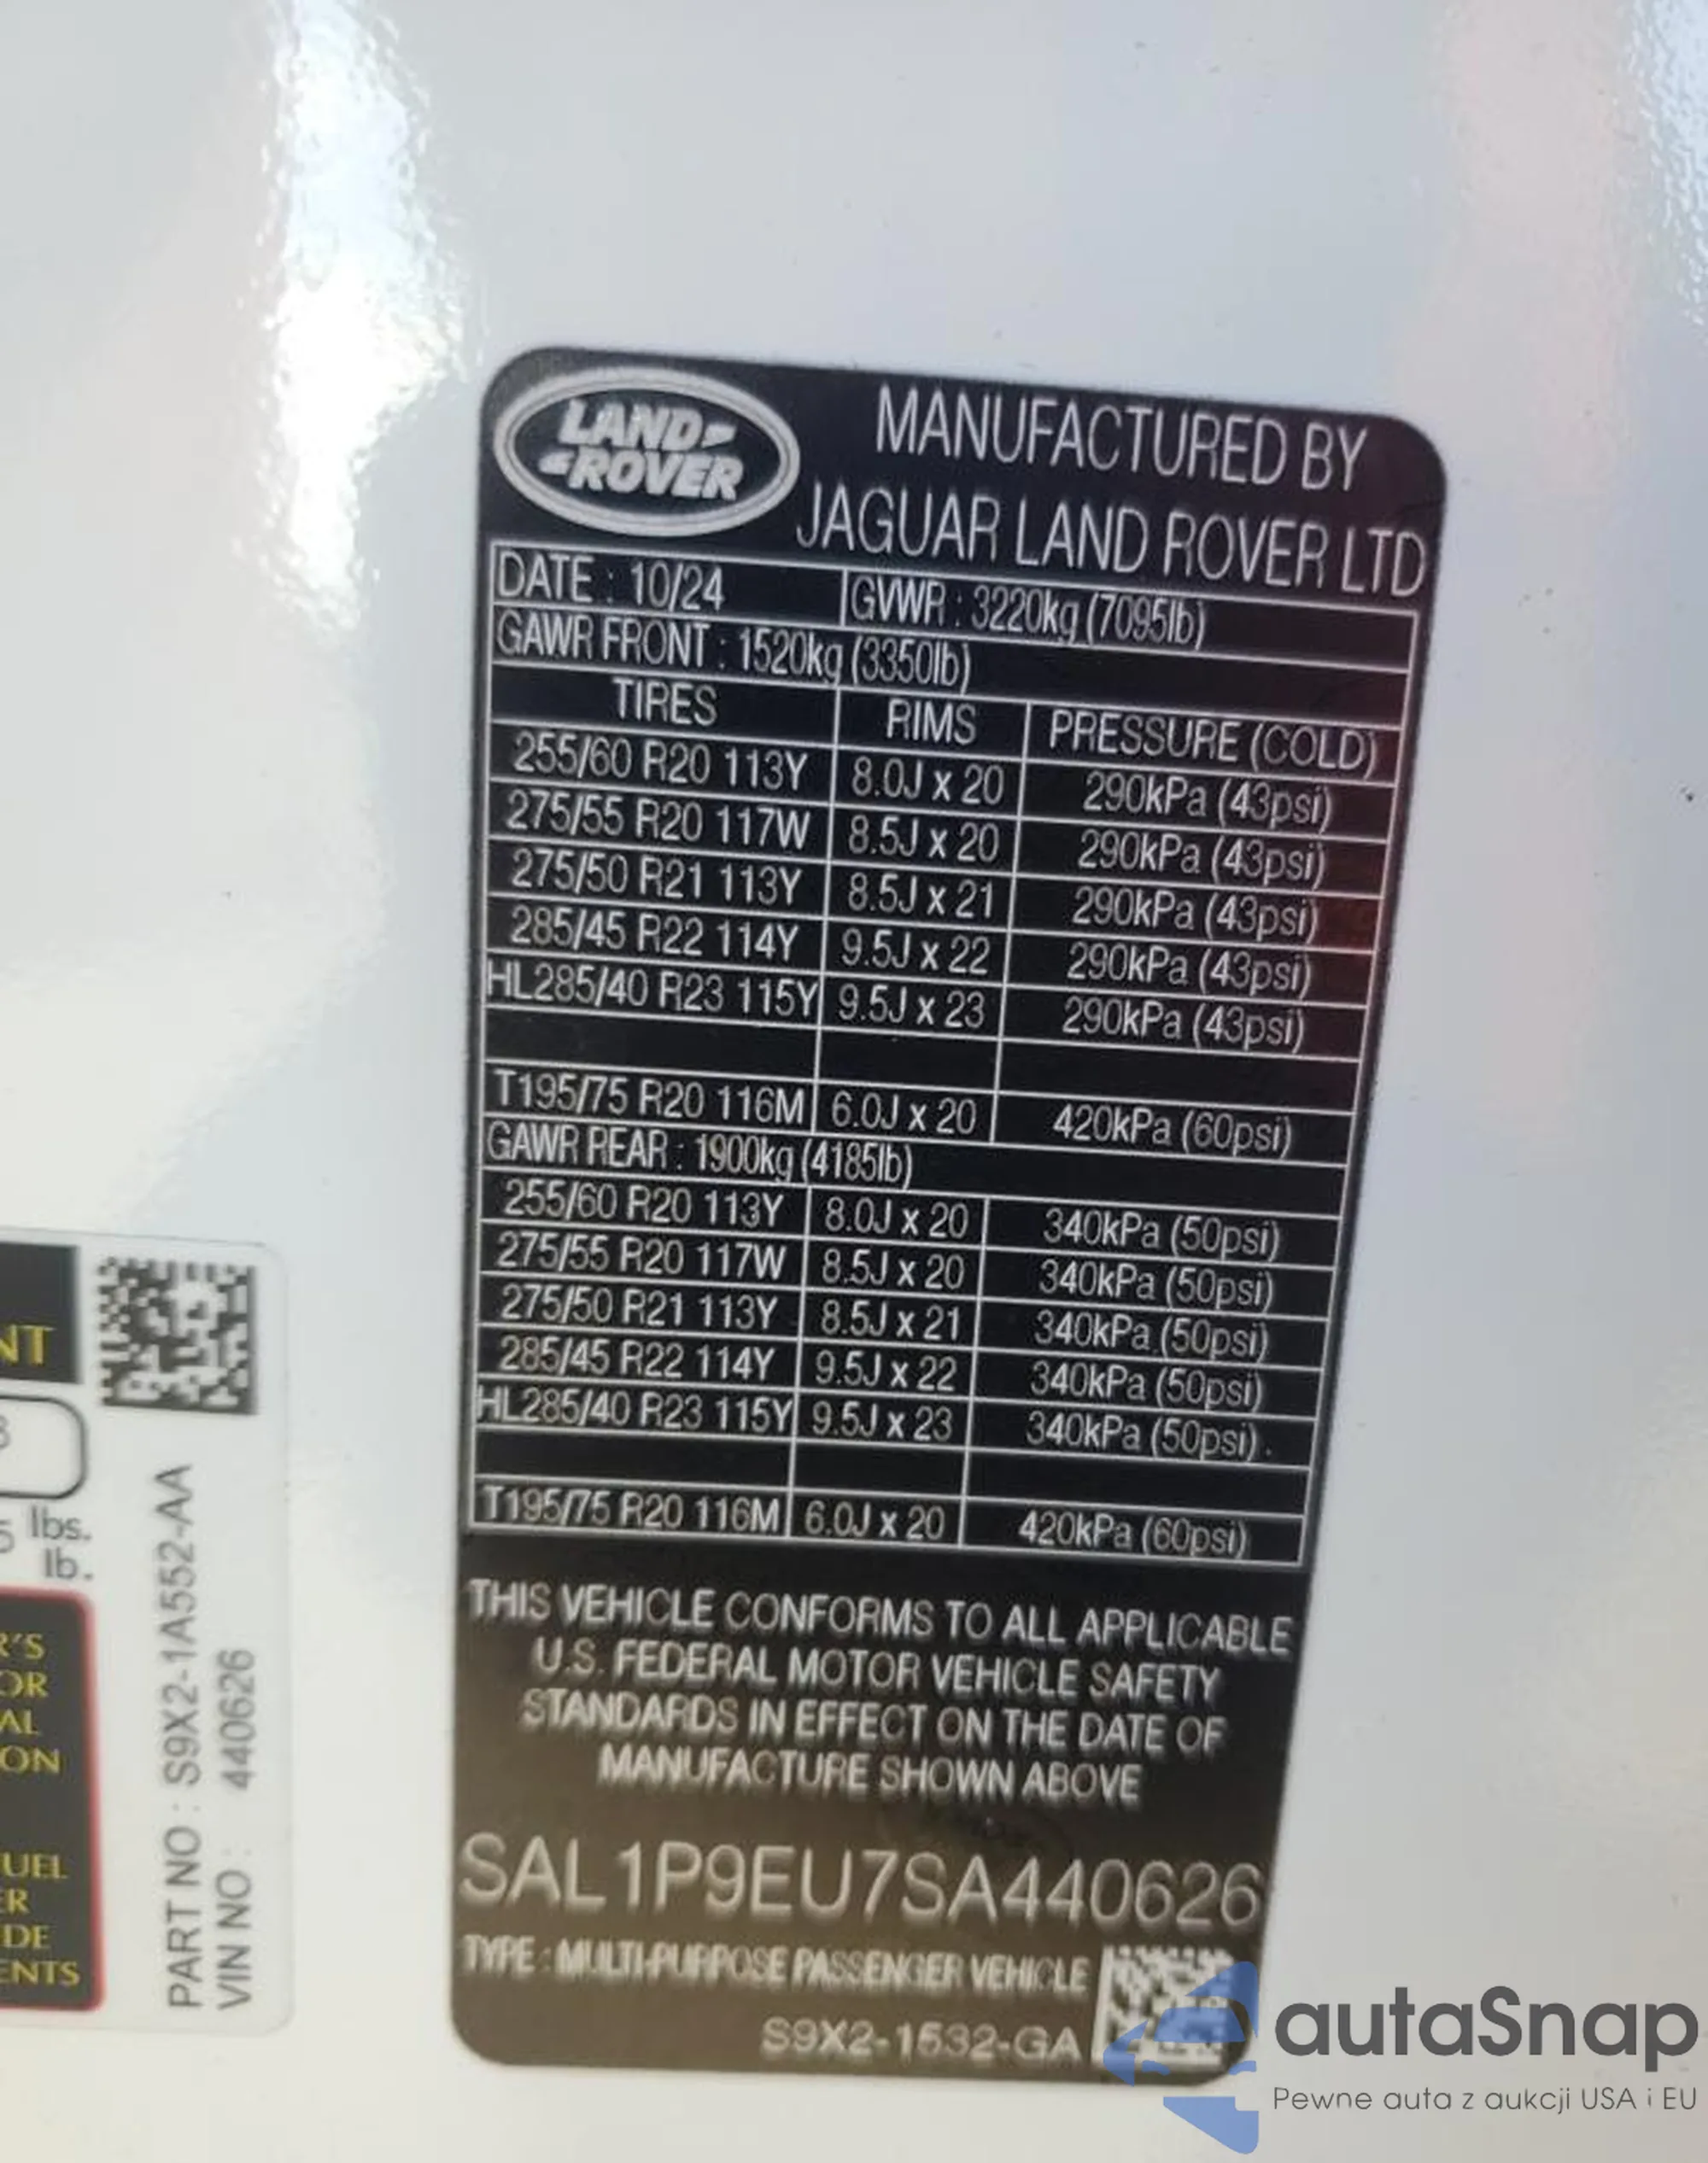 LAND-
-ROVER
MANUFACTURED BY
JAGUAR LAND ROVER LTD
DATE : 10/24 GVWR : 3220kg (7095lb)
GAWR FRONT : 1520kg (3350lb)
TIRES RIMS PRESSURE (COLD)
255/60 R20 113Y 8.0J x 20 290kPa (43psi)
275/55 R20 117W 8.5J x 20 290kPa (43psi)
275/50 R21 113Y 8.5J x 21 290kPa (43psi)
285/45 R22 114Y 9.5J x 22 290kPa (43psi)
HL285/40 R23 115Y 9.5J x 23 290kPa (43psi)
T195/75 R20 116M 6.0J x 20 420kPa (60psi)
GAWR REAR : 1900kg (4185lb)
255/60 R20 113Y 8.0J x 20 340kPa (50psi)
275/55 R20 117W 8.5J x 20 340kPa (50psi)
275/50 R21 113Y 8.5J x 21 340kPa (50psi)
285/45 R22 114Y 9.5J x 22 340kPa (50psi)
HL285/40 R23 115Y 9.5J x 23 340kPa (50psi)
T195/75 R20 116M 6.0J x 20 420kPa (60psi)
THIS VEHICLE CONFORMS TO ALL APPLICABLE
U.S. FEDERAL MOTOR VEHICLE SAFETY
STANDARDS IN EFFECT ON THE DATE OF
MANUFACTURE SHOWN ABOVE
SAL1P9EU7SA440626
TYPE : MULTI-PURPOSE PASSENGER VEHICLE
S9X2-1532-GA
NT
lbs.
lb.
R'S
OR
AL
ON
UEL
ER
DE
ENTS
PART NO : S9X2-1A552-AA
VIN NO : 440626
autaSnap
Pewne auta z aukcji USA i EU